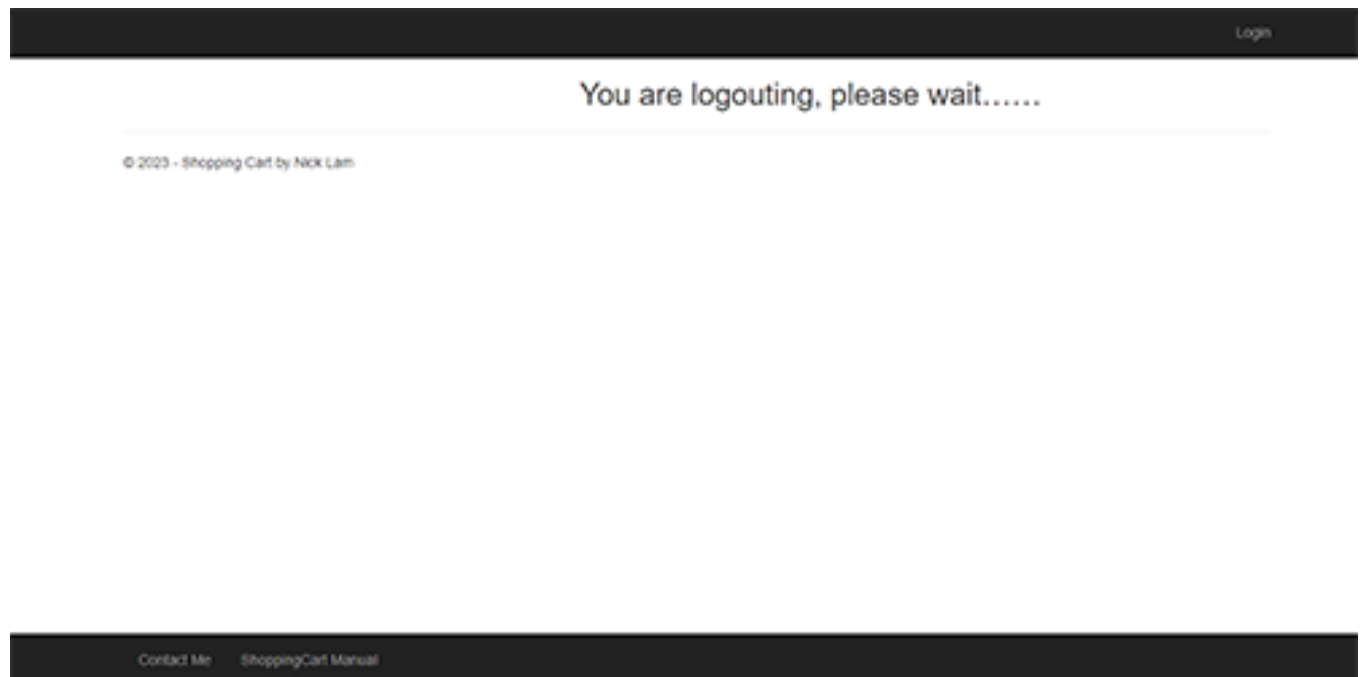 Login
You are logouting, please wait......
© 2023 - Shopping Cart by Nick Lam
Contact Me ShoppingCart Manual